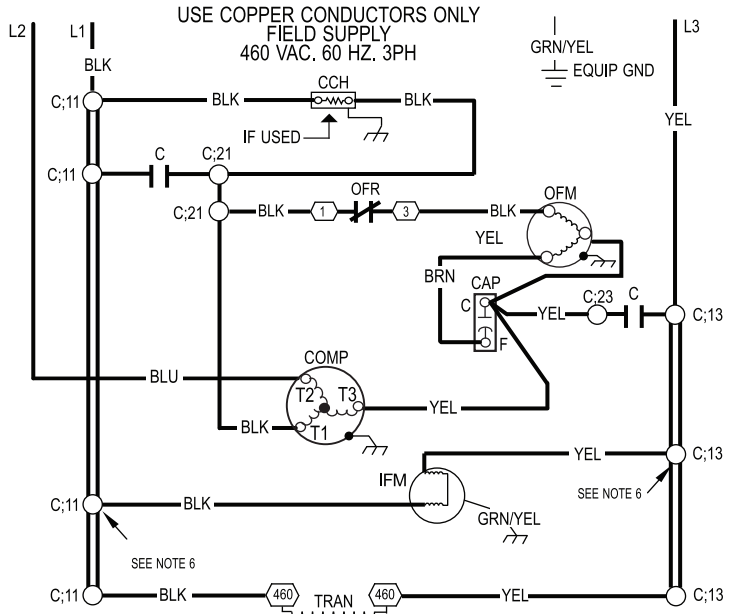 USE COPPER CONDUCTORS ONLY
FIELD SUPPLY
460 VAC. 60 HZ. 3PH
L2
L1
L3
GRN/YEL
EQUIP GND
BLK
CCH
C;11
BLK
BLK
IF USED
YEL
C
C;21
C;11
OFR
OFM
C;21
BLK
1
3
BLK
YEL
BRN
CAP
C
C;23
C
YEL
C;13
F
COMP
BLU
T2
T3
YEL
BLK
T1
YEL
C;13
IFM
SEE NOTE 6
C;11
BLK
GRN/YEL
SEE NOTE 6
C;11
BLK
460
TRAN
460
YEL
C;13